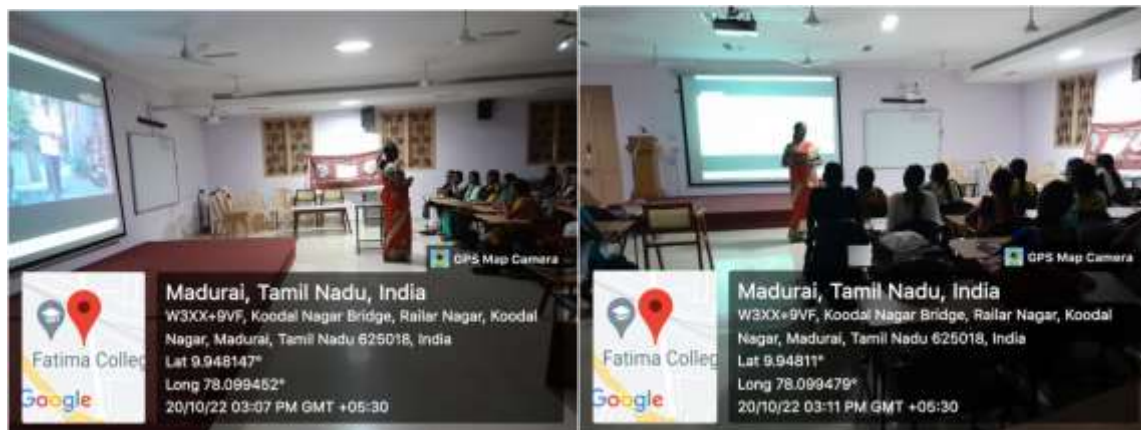 GPS Map Camera
Madurai, Tamil Nadu, India
W3XX+9VF, Koodal Nagar Bridge, Railar Nagar, Koodal
Nagar, Madurai, Tamil Nadu 625018, India
Lat 9.948147°
Long 78.099452°
20/10/22 03:07 PM GMT +05:30
Fatima Colleg
Google
GPS Map Camera
Madurai, Tamil Nadu, India
W3XX+9VF, Koodal Nagar Bridge, Railar Nagar, Koodal
Nagar, Madurai, Tamil Nadu 625018, India
Lat 9.94811°
Long 78.099479°
20/10/22 03:11 PM GMT +05:30
Fatima Colleg
Google